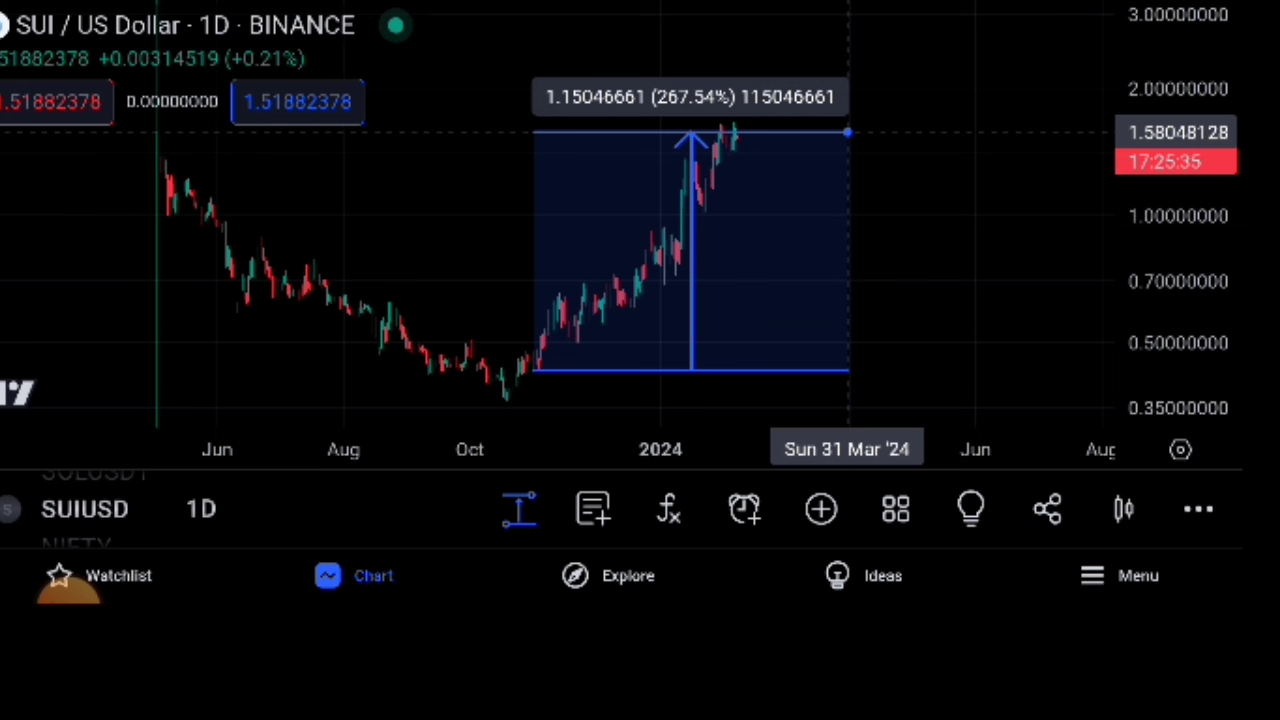 SUI / US Dollar · 1D · BINANCE
51882378 +0.00314519 (+0.21%)
.51882378 0.00000000 1.51882378
1.15046661 (267.54%) 115046661
3.00000000
2.00000000
1.58048128
17:25:35
1.00000000
0.70000000
0.50000000
0.35000000
Jun Aug Oct 2024 Sun 31 Mar '24 Jun Aug
SOLUSDT
SUIUSD 1D
NIFTY
Watchlist Chart Explore Ideas Menu